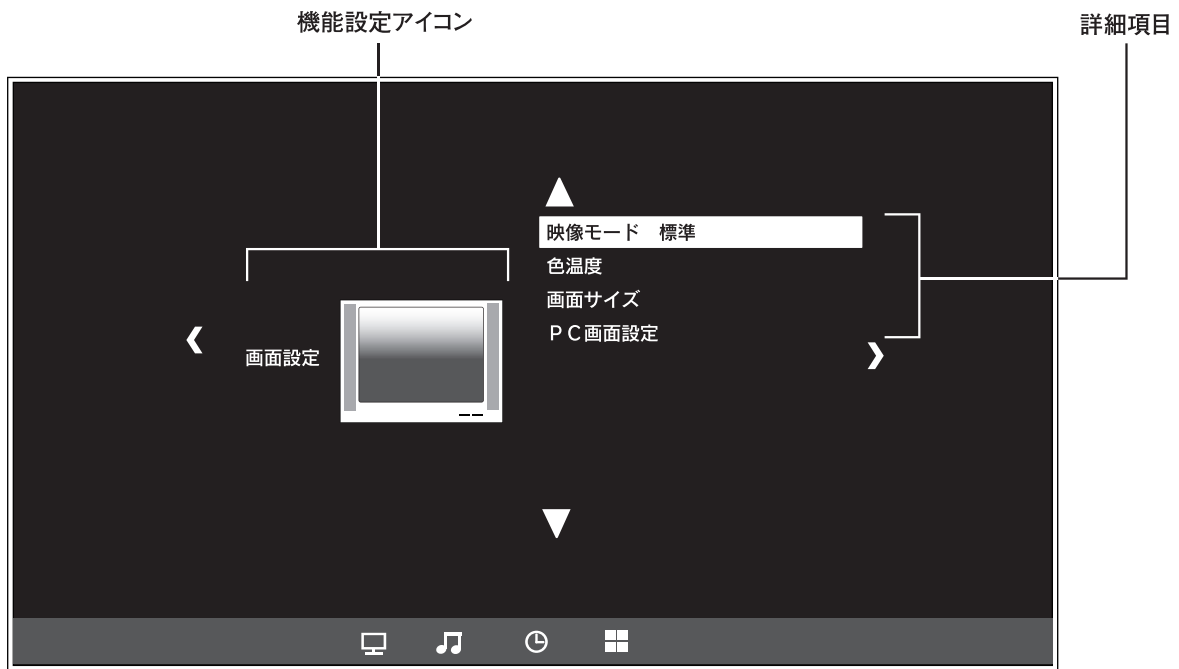 機能設定アイコン
詳細項目
映像モード　標準
色温度
画面サイズ
ＰＣ画面設定
画面設定